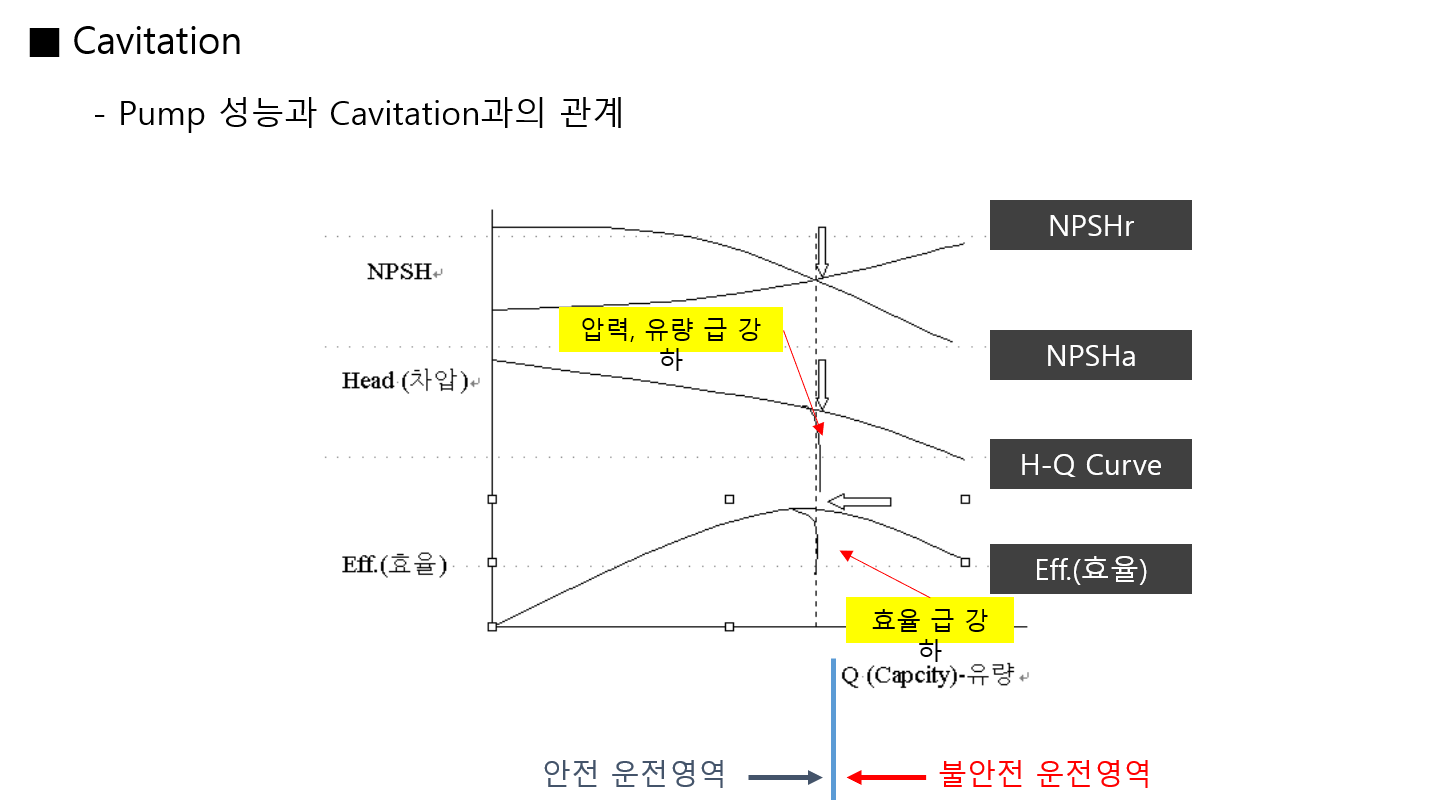 ■ Cavitation
- Pump 성능과 Cavitation과의 관계
NPSHr
NPSH↵
압력, 유량 급 강
하
NPSHa
Head (차압)↵
H-Q Curve
Eff.(효율)
Eff.(효율)
효율 급 강
하
Q (Capcity)-유량↵
안전 운전영역
불안전 운전영역